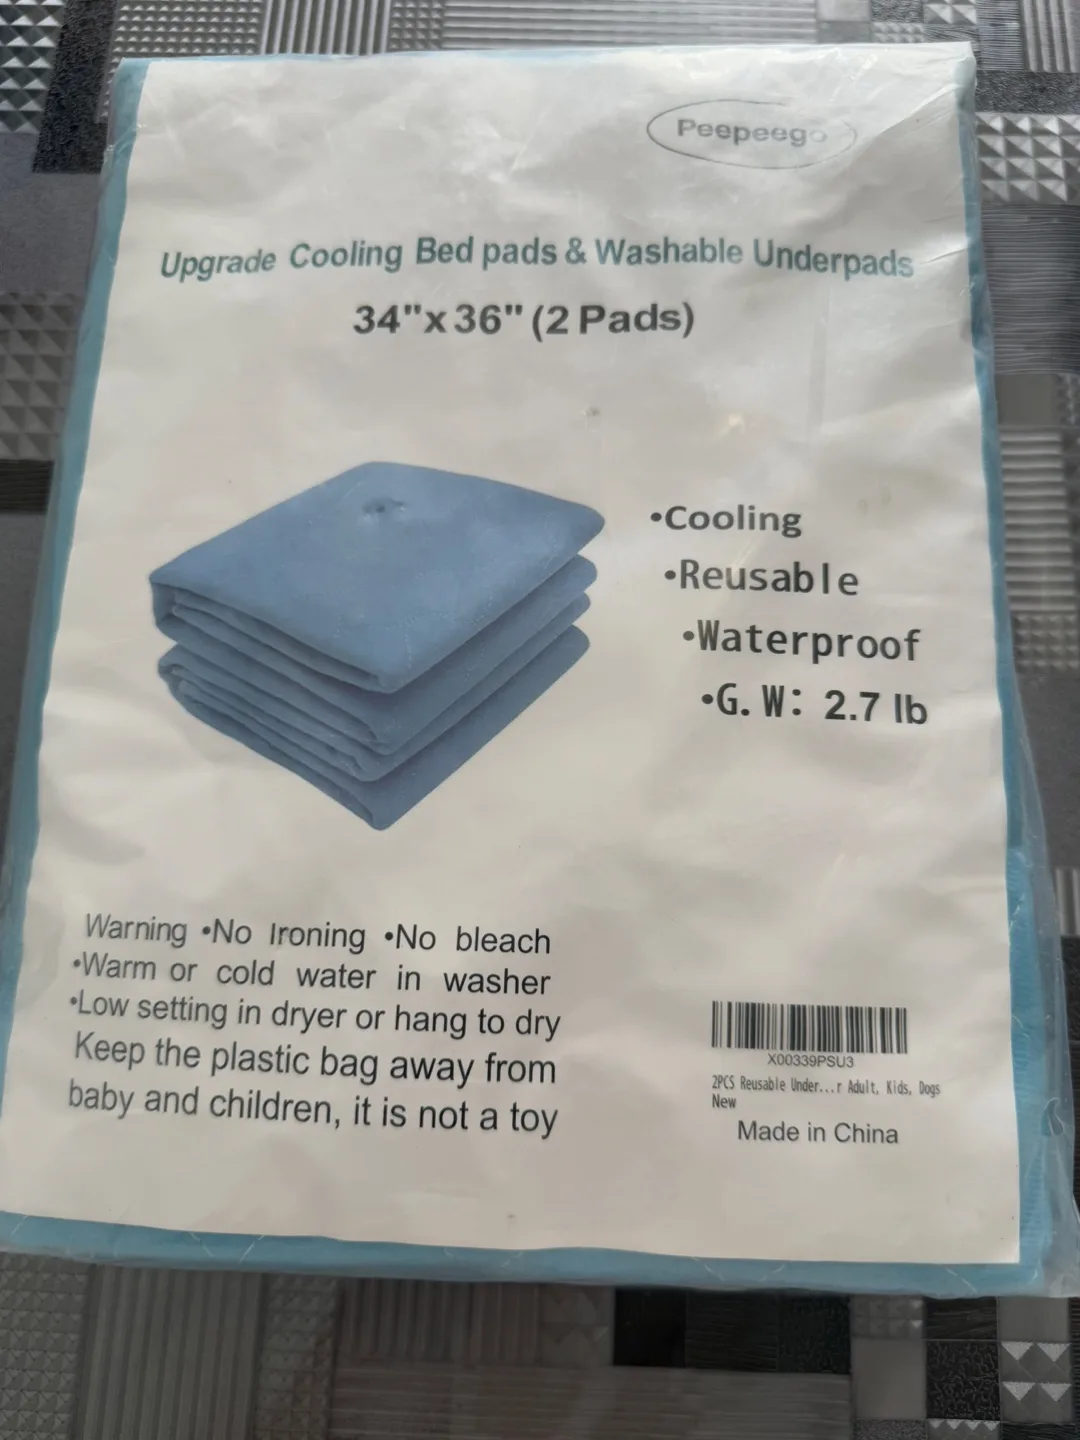 Peepeego
Upgrade Cooling Bed pads & Washable Underpads
34"x 36" (2 Pads)
•Cooling
•Reusable
•Waterproof
•G.W: 2.7 lb
Warning •No Ironing •No bleach
•Warm or cold water in washer
•Low setting in dryer or hang to dry
Keep the plastic bag away from
baby and children, it is not a toy
X00339PSU3
2PCS Reusable Under...r Adult, Kids, Dogs
New
Made in China